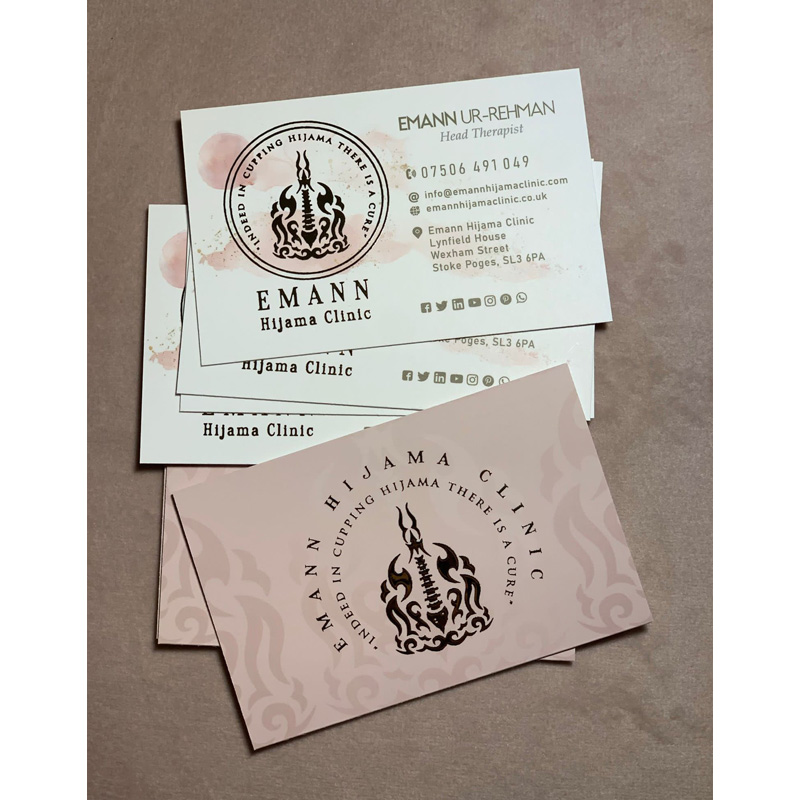 "INDEED IN CUPPING HIJAMA THERE IS A CURE"
EMANN
Hijama Clinic
EMANN UR-REHMAN
Head Therapist
07506 491 049
info@emannhijamaclinic.com
emannhijamaclinic.co.uk
Emann Hijama Clinic
Lynfield House
Wexham Street
Stoke Poges, SL3 6PA
Hijama Clinic
Poges, SL3 6PA
Hijama Clinic
EMANN HIJAMA CLINIC
"INDEED IN CUPPING HIJAMA THERE IS A CURE"